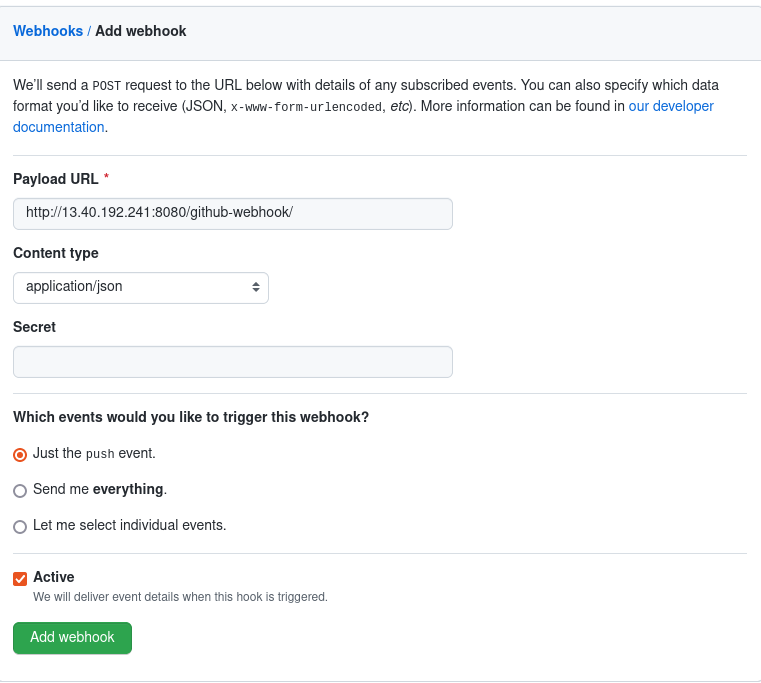 Webhooks / Add webhook
We’ll send a POST request to the URL below with details of any subscribed events. You can also specify which data
format you’d like to receive (JSON, x-www-form-urlencoded, etc). More information can be found in our developer
documentation.
Payload URL *
http://13.40.192.241:8080/github-webhook/
Content type
application/json
Secret
Which events would you like to trigger this webhook?
Just the push event.
Send me everything.
Let me select individual events.
Active
We will deliver event details when this hook is triggered.
Add webhook